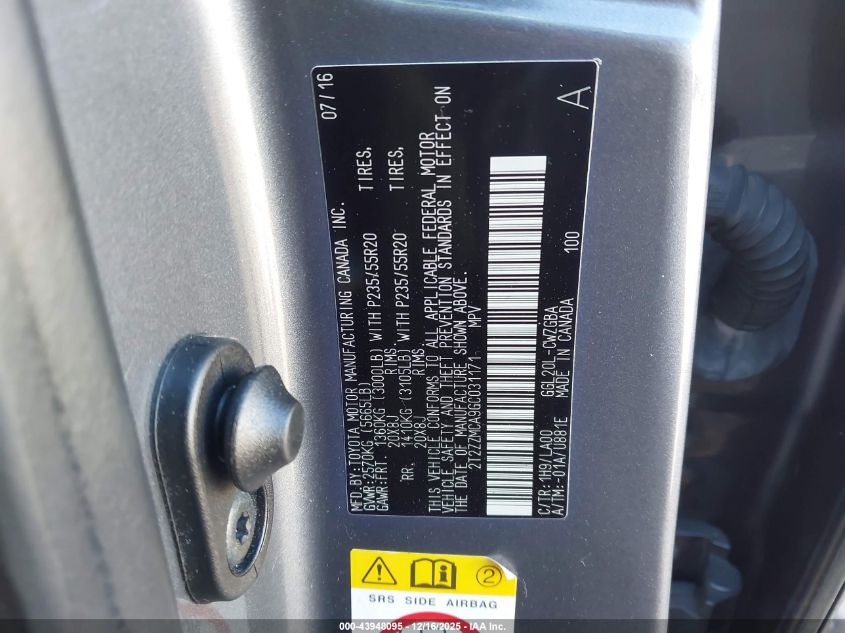 MFD.BY:TOYOTA MOTOR MANUFACTURING CANADA INC. 07/16
GVWR:2570KG (5665LB)
GAWR:FRT. 1360KG (3000LB) WITH P235/55R20 TIRES,
20X8J RIMS
RR. 1410KG (3105LB) WITH P235/55R20 TIRES,
20X8J RIMS
THIS VEHICLE CONFORMS TO ALL APPLICABLE FEDERAL MOTOR
VEHICLE SAFETY AND THEFT PREVENTION STANDARDS IN EFFECT ON
THE DATE OF MANUFACTURE SHOWN ABOVE.
2T2ZZMCA9GC031171 MPV
C/TR:1H9/LA00 GGL20L-CWZGBA 100 A
A/TM:-01A/U881E MADE IN CANADA
2
SRS SIDE AIRBAG
000-43948095 - 12/16/2025 - IAA Inc.